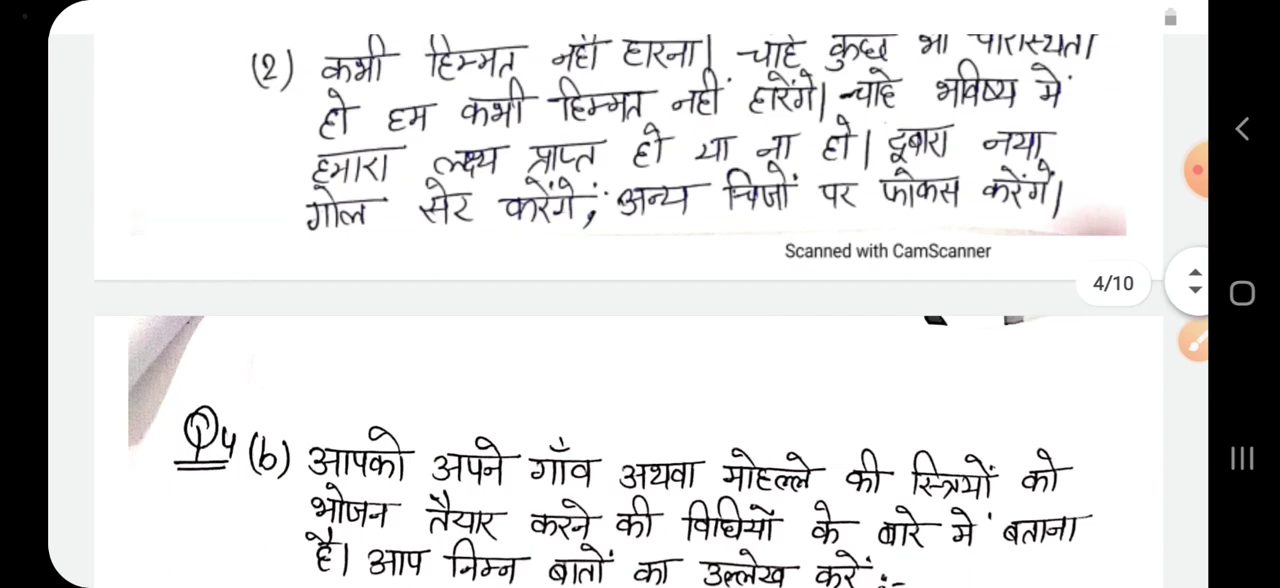 (2) कभी हिम्मत नहीं हारना। चाहे कुछ भी परिस्थिती
हो हम कभी हिम्मत नहीं हारेंगे। चाहे भविष्य में
हमारा लक्ष्य प्राप्त हो या ना हो। दूबारा नया
गोल सेर करेंगे, अन्य चिजों पर फोकस करेंगे।
Scanned with CamScanner
4/10
Q4 (b) आपको अपने गाँव अथवा मोहल्ले की स्त्रियों को
भोजन तैयार करने की विधियों के बारे में बताना
है। आप निम्न बातों का उल्लेख करें :-